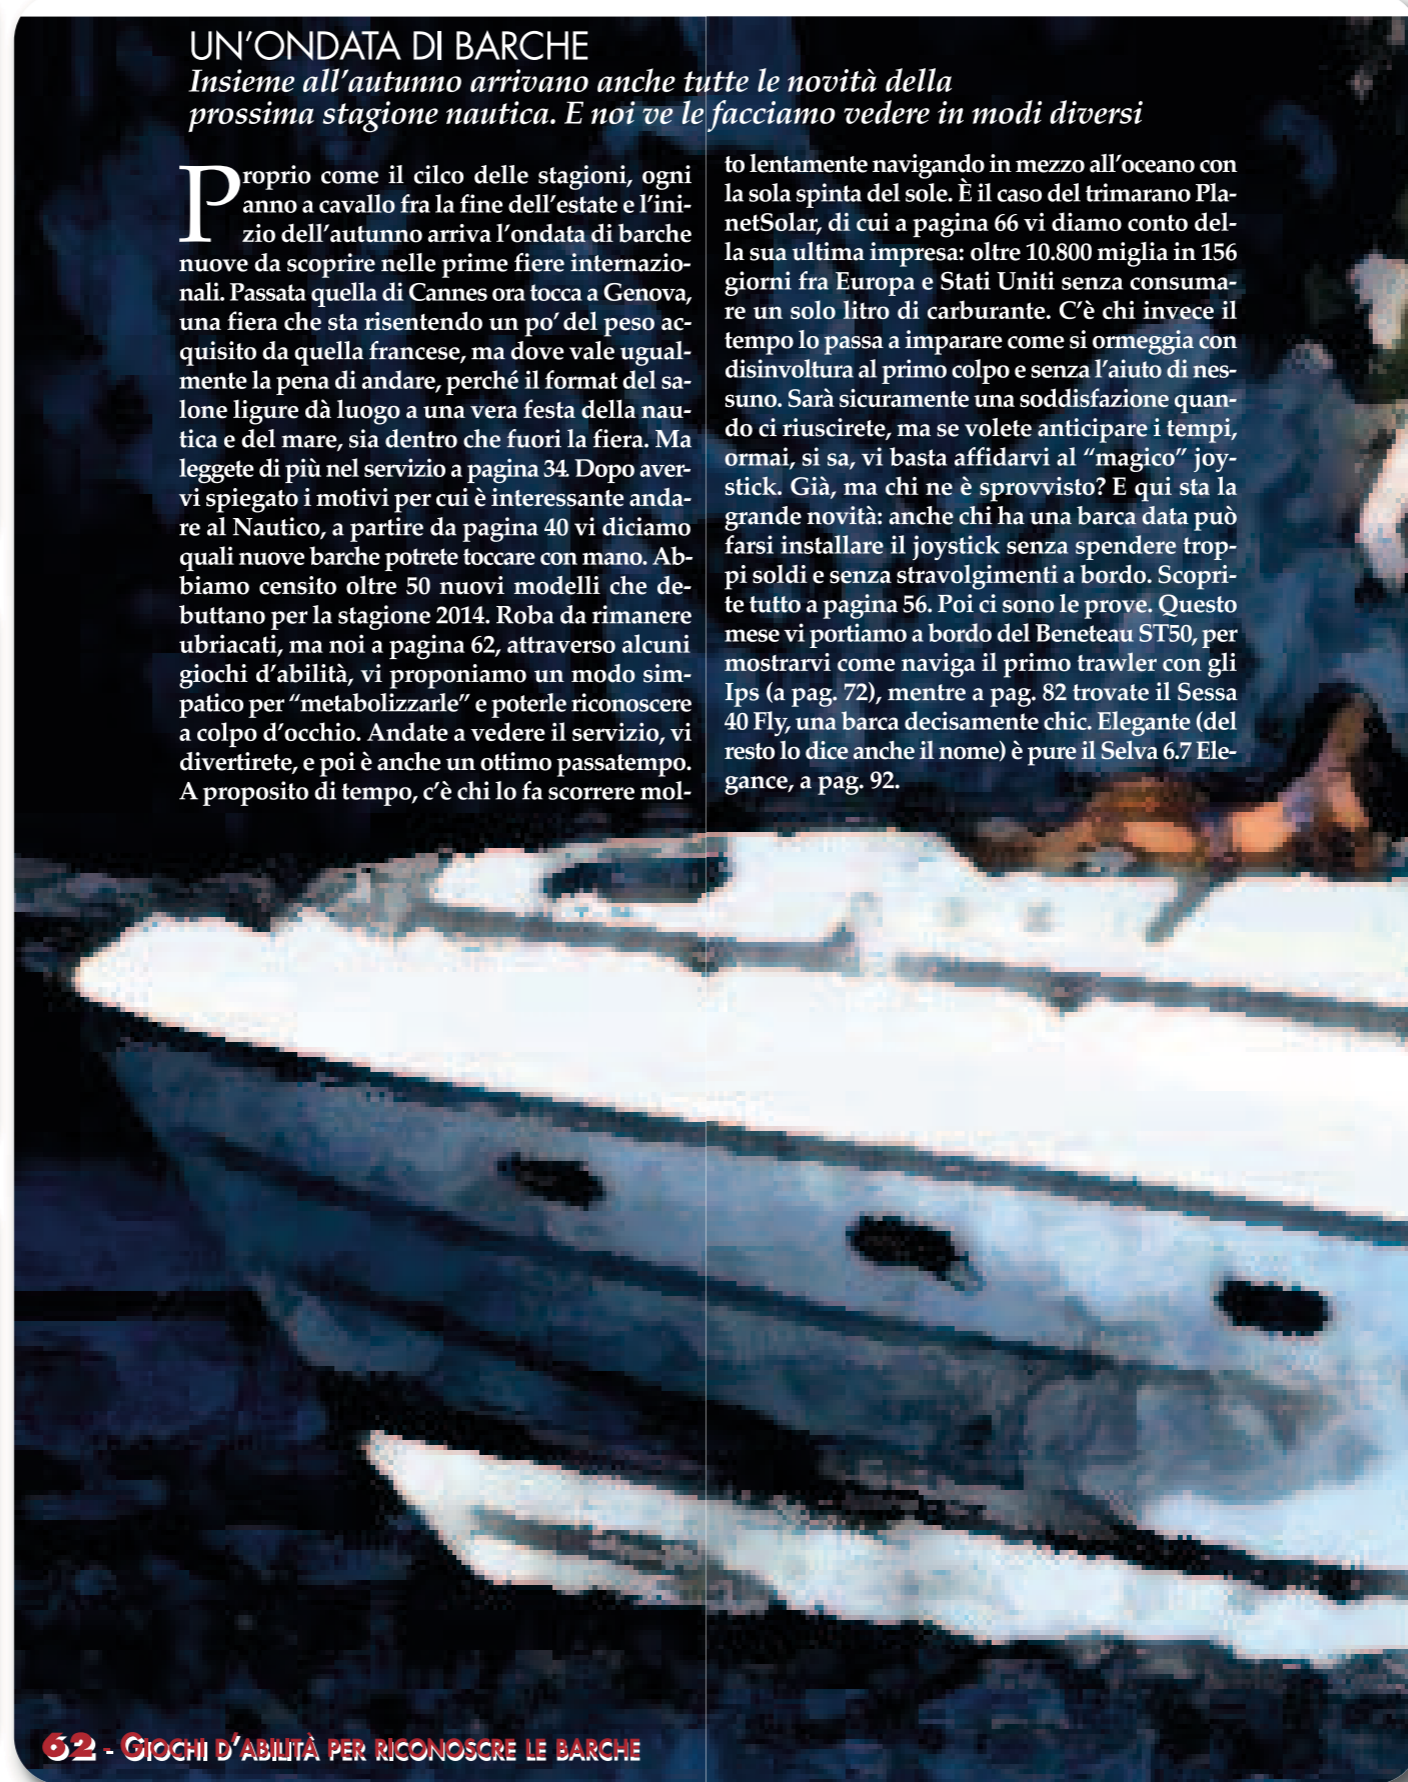 UN'ONDATA DI BARCHE
Insieme all'autunno arrivano anche tutte le novità della
prossima stagione nautica. E noi ve le facciamo vedere in modi diversi
Proprio come il cilco delle stagioni, ogni
anno a cavallo fra la fine dell'estate e l'ini-
zio dell'autunno arriva l'ondata di barche
nuove da scoprire nelle prime fiere internazio-
nali. Passata quella di Cannes ora tocca a Genova,
una fiera che sta risentendo un po' del peso ac-
quisito da quella francese, ma dove vale ugual-
mente la pena di andare, perché il format del sa-
lone ligure dà luogo a una vera festa della nau-
tica e del mare, sia dentro che fuori la fiera. Ma
leggete di più nel servizio a pagina 34. Dopo aver-
vi spiegato i motivi per cui è interessante anda-
re al Nautico, a partire da pagina 40 vi diciamo
quali nuove barche potrete toccare con mano. Ab-
biamo censito oltre 50 nuovi modelli che de-
buttano per la stagione 2014. Roba da rimanere
ubriacati, ma noi a pagina 62, attraverso alcuni
giochi d'abilità, vi proponiamo un modo sim-
patico per “metabolizzarle” e poterle riconoscere
a colpo d'occhio. Andate a vedere il servizio, vi
divertirete, e poi è anche un ottimo passatempo.
A proposito di tempo, c'è chi lo fa scorrere mol-
to lentamente navigando in mezzo all'oceano con
la sola spinta del sole. È il caso del trimarano Pla-
netSolar, di cui a pagina 66 vi diamo conto del-
la sua ultima impresa: oltre 10.800 miglia in 156
giorni fra Europa e Stati Uniti senza consuma-
re un solo litro di carburante. C'è chi invece il
tempo lo passa a imparare come si ormeggia con
disinvoltura al primo colpo e senza l'aiuto di nes-
suno. Sarà sicuramente una soddisfazione quan-
do ci riuscirete, ma se volete anticipare i tempi,
ormai, si sa, vi basta affidarvi al “magico” joy-
stick. Già, ma chi ne è sprovvisto? E qui sta la
grande novità: anche chi ha una barca data può
farsi installare il joystick senza spendere trop-
pi soldi e senza stravolgimenti a bordo. Scopri-
te tutto a pagina 56. Poi ci sono le prove. Questo
mese vi portiamo a bordo del Beneteau ST50, per
mostrarvi come naviga il primo trawler con gli
Ips (a pag. 72), mentre a pag. 82 trovate il Sessa
40 Fly, una barca decisamente chic. Elegante (del
resto lo dice anche il nome) è pure il Selva 6.7 Ele-
gance, a pag. 92.
62 - GIOCHI D'ABILITÀ PER RICONOSCRE LE BARCHE